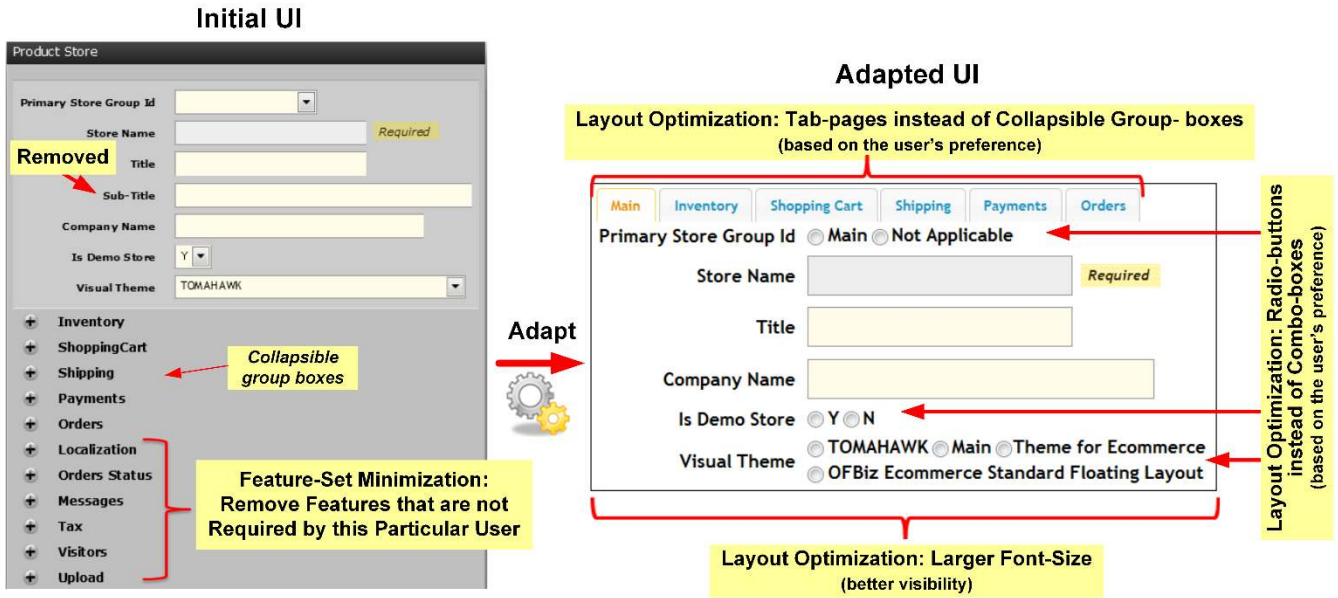 Initial UI
Product Store
Primary Store Group Id
Store Name
Required
Removed
Title
Sub-Title
Company Name
Is Demo Store
Y
Visual Theme
TOMAHAWK
Inventory
ShoppingCart
Shipping
Collapsible
group boxes
Payments
Orders
Localization
Orders Status
Messages
Tax
Visitors
Upload
Feature-Set Minimization:
Remove Features that are not
Required by this Particular User
Adapt
Adapted UI
Layout Optimization: Tab-pages instead of Collapsible Group- boxes
(based on the user's preference)
Main Inventory Shopping Cart Shipping Payments Orders
Primary Store Group Id Main Not Applicable
Store Name
Required
Title
Company Name
Is Demo Store Y N
Visual Theme
TOMAHAWK Main Theme for Ecommerce
OFBiz Ecommerce Standard Floating Layout
Layout Optimization: Larger Font-Size
(better visibility)
Layout Optimization: Radio-buttons
instead of Combo-boxes
(based on the user's preference)